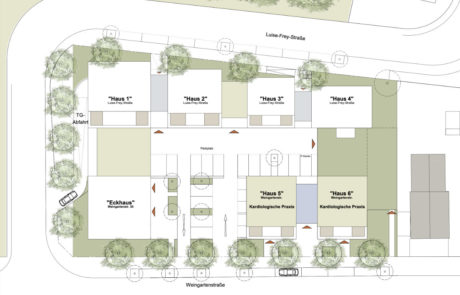 Luise-Frey-Straße
"Haus 1"
Luise-Frey-Straße
"Haus 2"
Luise-Frey-Straße
"Haus 3"
Luise-Frey-Straße
"Haus 4"
Luise-Frey-Straße
TG-
Abfahrt
Parkplatz
"Eckhaus"
Weingartenstr. 35
"Haus 5"
Weingartenstr.
Kardiologische Praxis
"Haus 6"
Weingartenstr.
Kardiologische Praxis
Weingartenstraße